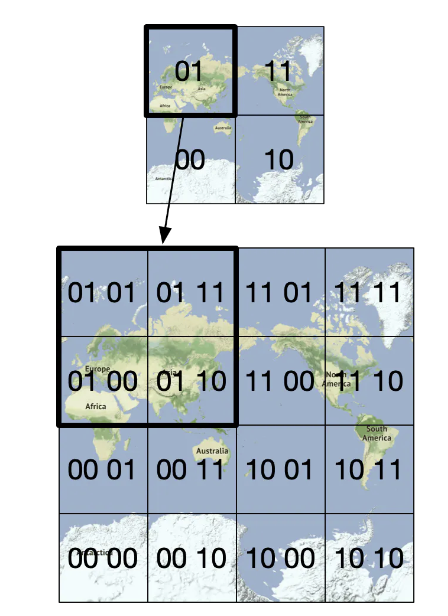 01 11
Europe Asia North America
Africa
South America
Australia
00 10
Antarctica
01 01 01 11 11 01 11 11
Europe Asia North America
01 00 01 10 11 00 11 10
Africa
South America
Australia
00 01 00 11 10 01 10 11
Antarctica
00 00 00 10 10 00 10 10